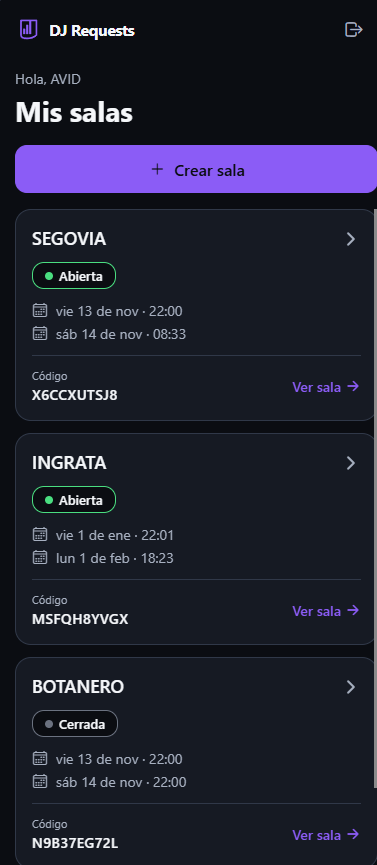 DJ Requests
Hola, AVID
Mis salas
+ Crear sala
SEGOVIA
Abierta
vie 13 de nov · 22:00
sáb 14 de nov · 08:33
Código
X6CCXUTSJ8
Ver sala →
INGRATA
Abierta
vie 1 de ene · 22:01
lun 1 de feb · 18:23
Código
MSFQH8YVGX
Ver sala →
BOTANERO
Cerrada
vie 13 de nov · 22:00
sáb 14 de nov · 22:00
Código
N9B37EG72L
Ver sala →